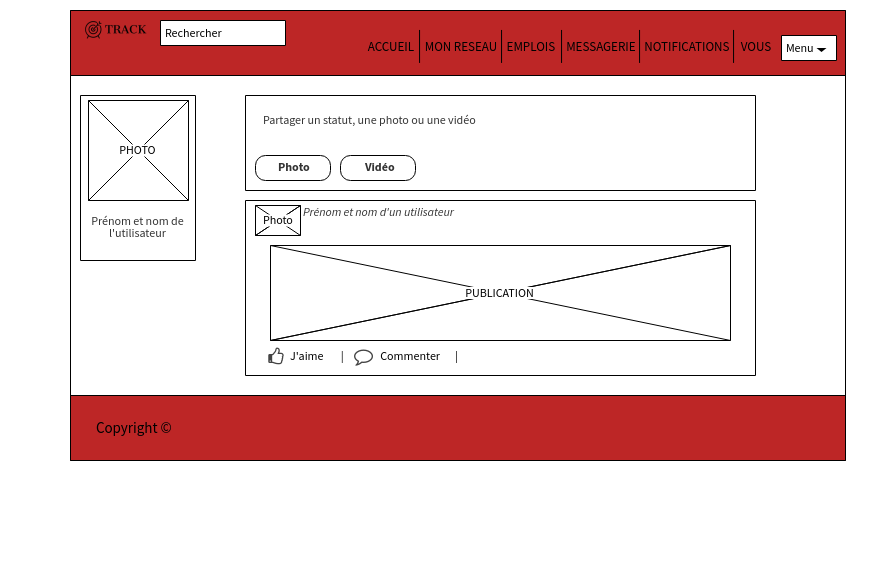 TRACK
Rechercher
ACCUEIL
MON RESEAU
EMPLOIS
MESSAGERIE
NOTIFICATIONS
VOUS
Menu
PHOTO
Prénom et nom de
l'utilisateur
Partager un statut, une photo ou une vidéo
Photo
Vidéo
Photo
Prénom et nom d'un utilisateur
PUBLICATION
J'aime |
Commenter |
Copyright ©